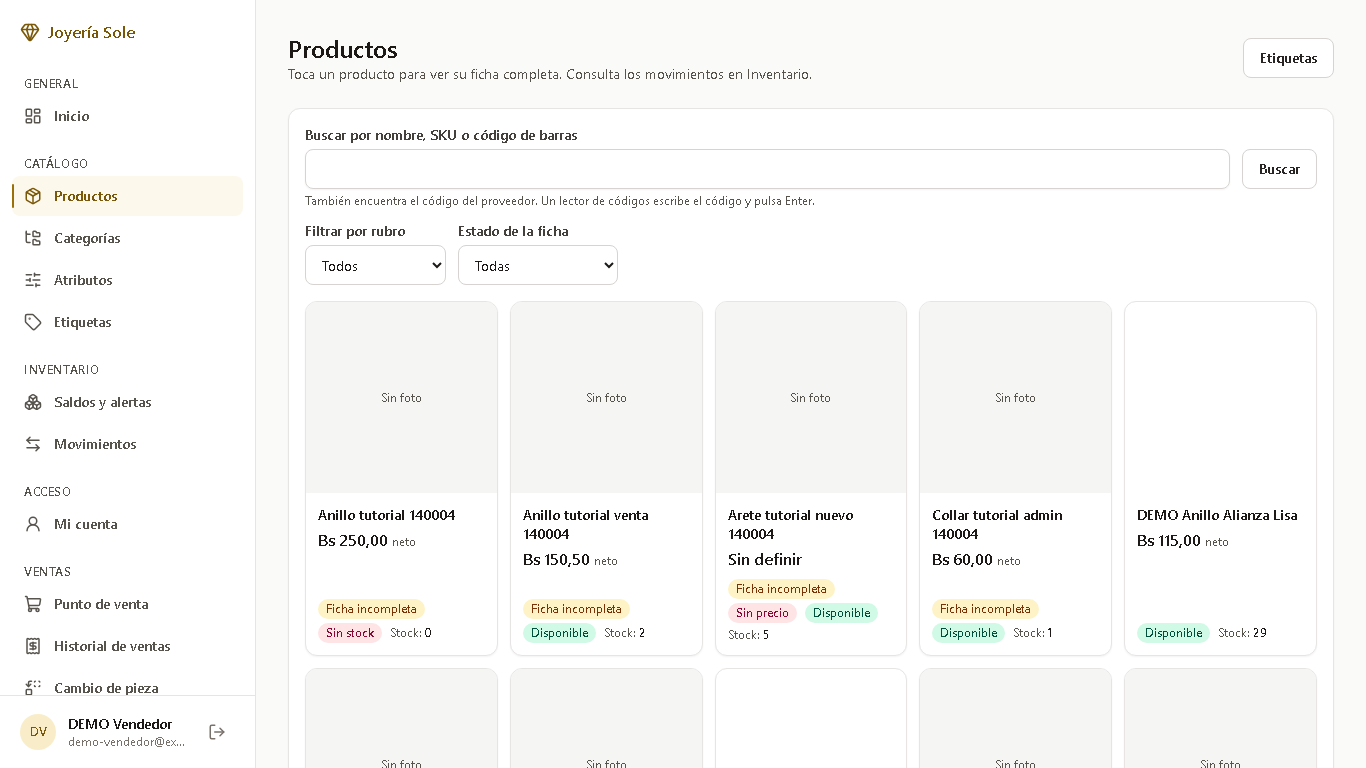 Joyería Sole
GENERAL
Inicio
CATÁLOGO
Productos
Categorías
Atributos
Etiquetas
INVENTARIO
Saldos y alertas
Movimientos
ACCESO
Mi cuenta
VENTAS
Punto de venta
Historial de ventas
Cambio de pieza
DV
DEMO Vendedor
demo-vendedor@ex...
Productos
Toca un producto para ver su ficha completa. Consulta los movimientos en Inventario.
Etiquetas
Buscar por nombre, SKU o código de barras
Buscar
También encuentra el código del proveedor. Un lector de códigos escribe el código y pulsa Enter.
Filtrar por rubro
Estado de la ficha
Todos
Todas
Sin foto
Anillo tutorial 140004
Bs 250,00 neto
Ficha incompleta
Sin stock Stock: 0
Sin foto
Anillo tutorial venta
140004
Bs 150,50 neto
Ficha incompleta
Disponible Stock: 2
Sin foto
Arete tutorial nuevo
140004
Sin definir
Ficha incompleta
Sin precio Disponible
Stock: 5
Sin foto
Collar tutorial admin
140004
Bs 60,00 neto
Ficha incompleta
Disponible Stock: 1
DEMO Anillo Alianza Lisa
Bs 115,00 neto
Disponible Stock: 29
Sin foto
Sin foto
Sin foto
Sin foto